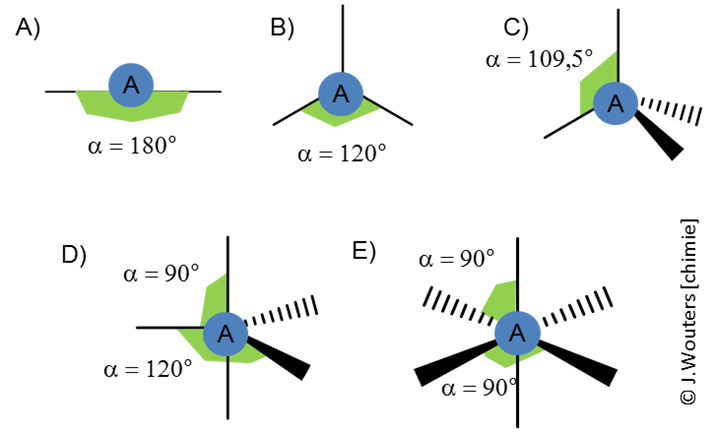 A)
A
α = 180°
B)
A
α = 120°
C)
α = 109,5°
A
D)
α = 90°
A
α = 120°
E)
α = 90°
A
α = 90°
© J.Wouters [chimie]